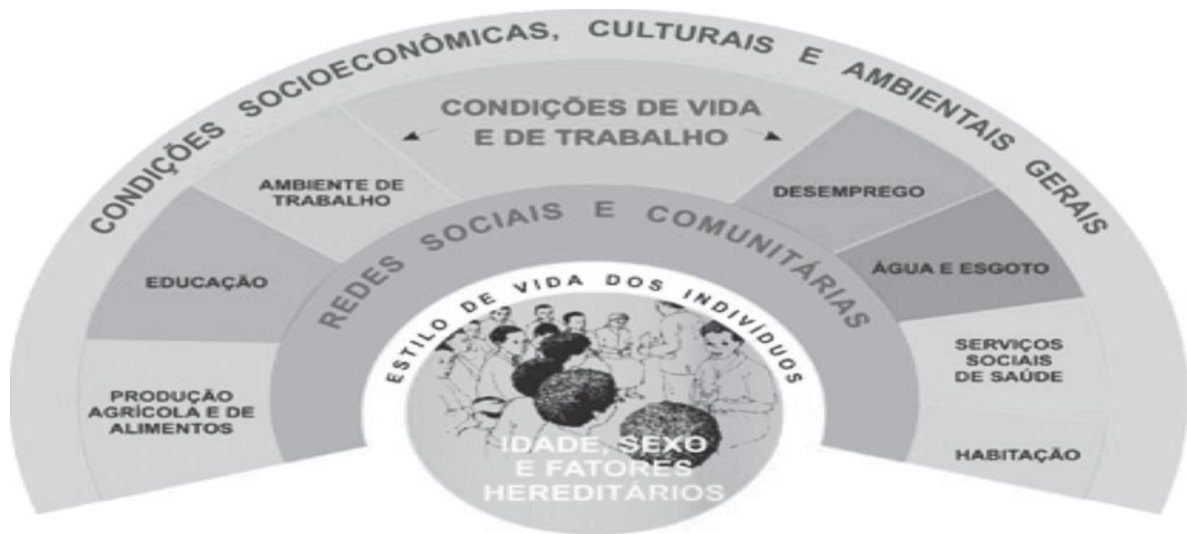 CONDIÇÕES SOCIOECONÔMICAS, CULTURAIS E AMBIENTAIS GERAIS
CONDIÇÕES DE VIDA
E DE TRABALHO
AMBIENTE DE
TRABALHO
DESEMPREGO
REDES SOCIAIS E COMUNITÁRIAS
EDUCAÇÃO
ÁGUA E ESGOTO
ESTILO DE VIDA DOS INDIVÍDUOS
PRODUÇÃO
AGRÍCOLA E DE
ALIMENTOS
SERVIÇOS
SOCIAIS
DE SAÚDE
HABITAÇÃO
IDADE, SEXO
E FATORES
HEREDITÁRIOS